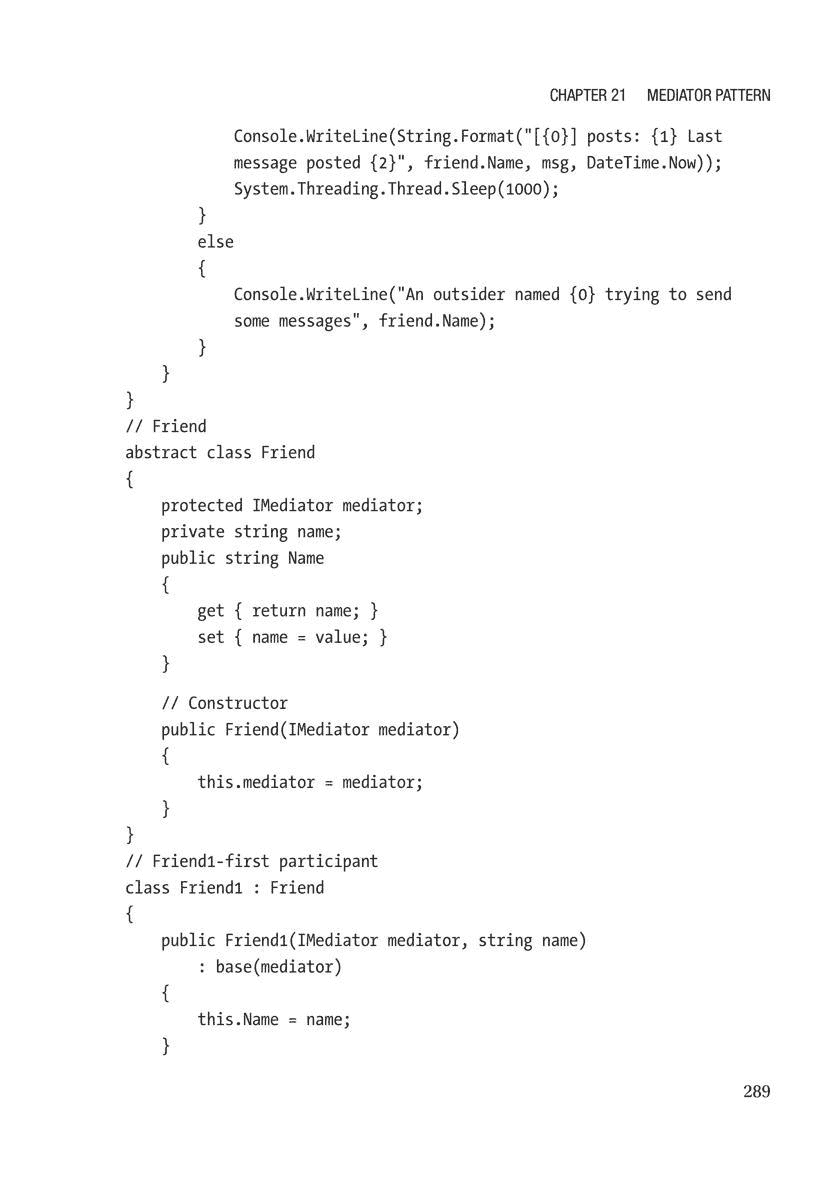 CHAPTER 21 MEDIATOR PATTERN
            Console.WriteLine(String.Format("[{0}] posts: {1} Last
            message posted {2}", friend.Name, msg, DateTime.Now));
            System.Threading.Thread.Sleep(1000);
        }
        else
        {
            Console.WriteLine("An outsider named {0} trying to send
            some messages", friend.Name);
        }
    }
}
// Friend
abstract class Friend
{
    protected IMediator mediator;
    private string name;
    public string Name
    {
        get { return name; }
        set { name = value; }
    }
    // Constructor
    public Friend(IMediator mediator)
    {
        this.mediator = mediator;
    }
}
// Friend1-first participant
class Friend1 : Friend
{
    public Friend1(IMediator mediator, string name)
        : base(mediator)
    {
        this.Name = name;
    }
289